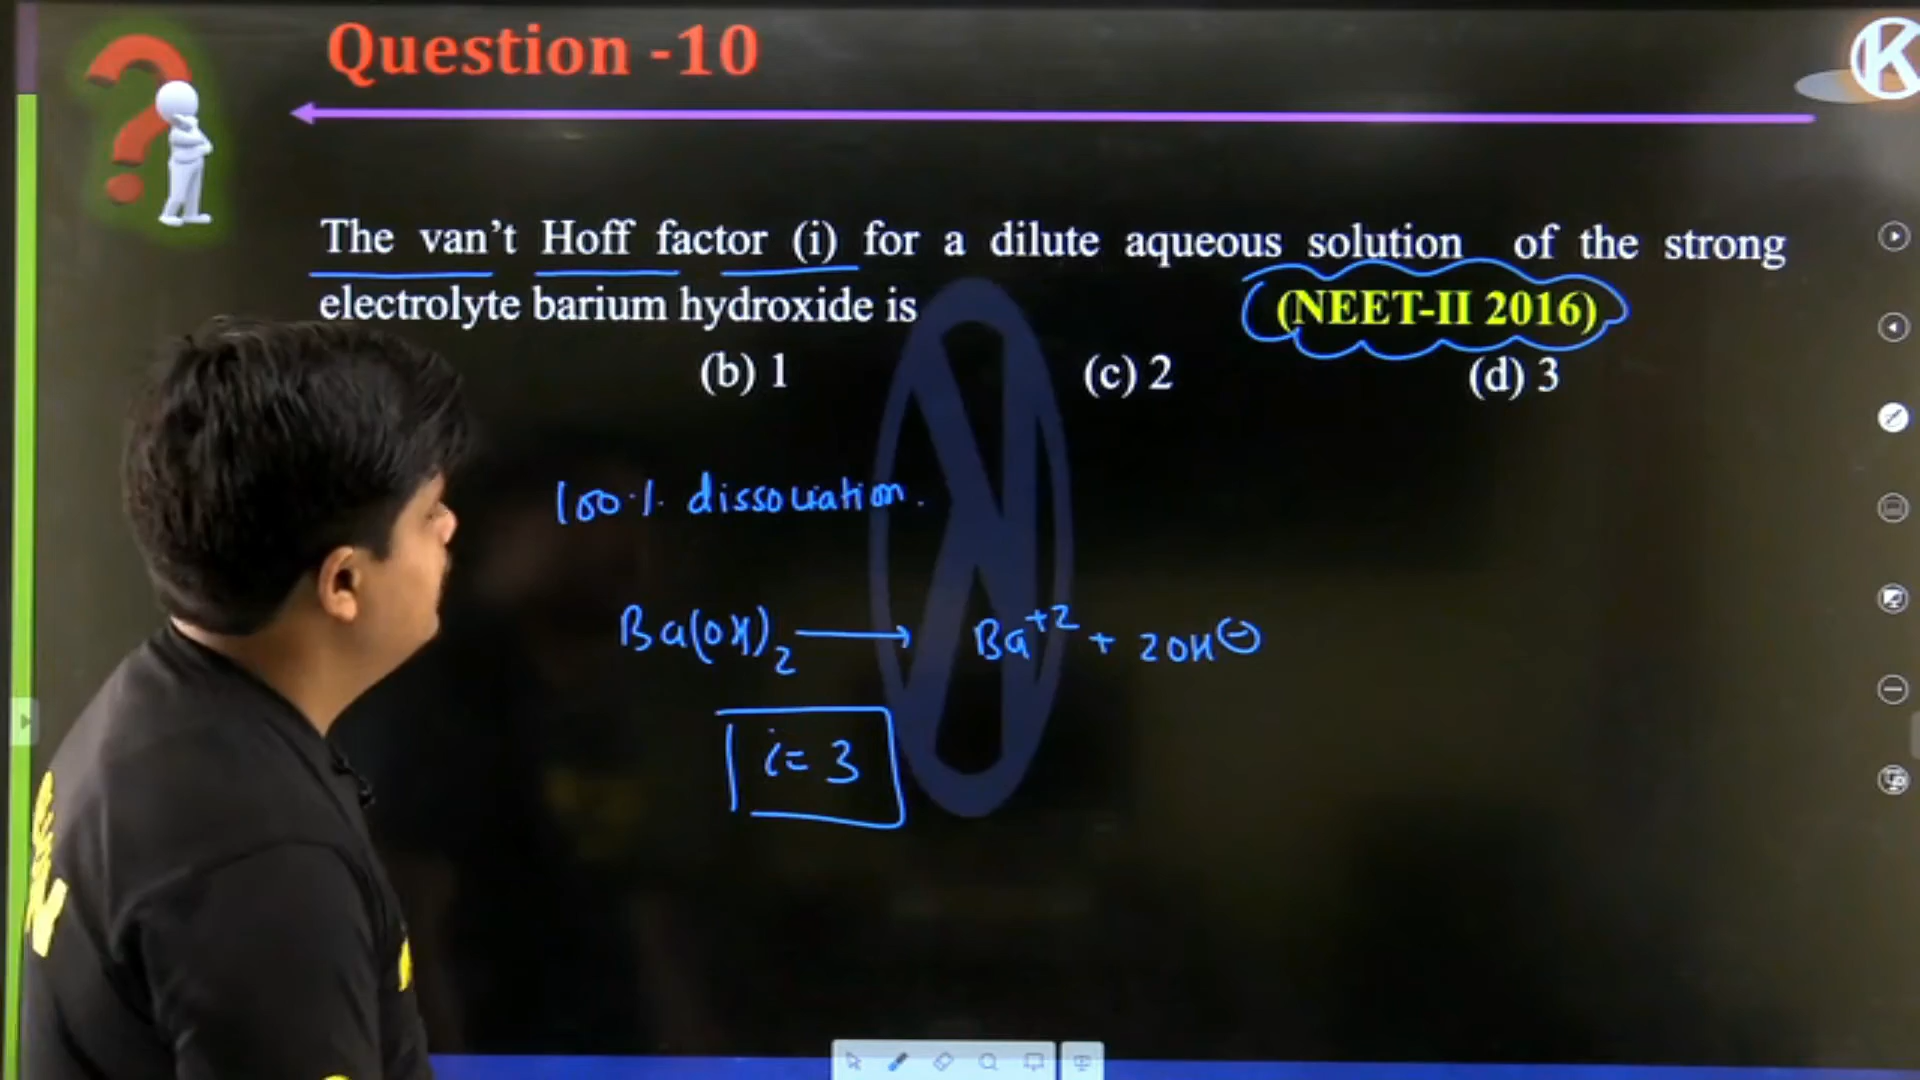 Question -10
K
The van't Hoff factor (i) for a dilute aqueous solution of the strong
electrolyte barium hydroxide is (NEET-II 2016)
(b) 1 (c) 2 (d) 3
100% dissociation.
Ba(OH)2 → Ba+2 + 2OH⊖
i = 3